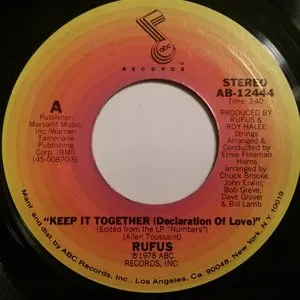 abc
RECORDS
TM
A
Publisher:
Marsaint Music,
Inc./Warner-
Tamerlane
Publishing
Corp. (BMI)
(45-00870-S)
STEREO
AB-12444
Time: 3:40
PRODUCED BY
RUFUS &
ROY HALEE
Strings
Arranged &
Conducted by
Ernie Freeman
Horns
arranged by
Chuck Brooke,
John Erwin,
Bob Greve,
Dave Grover
& Bill Lamb
"KEEP IT TOGETHER (Declaration Of Love)"
(Edited from the LP "Numbers")
(Allen Toussaint)
RUFUS
℗1978 ABC
RECORDS, INC.
Mant. and dist. by ABC Records, Inc., Los Angeles, CA. 90048, New York, N.Y. 10019